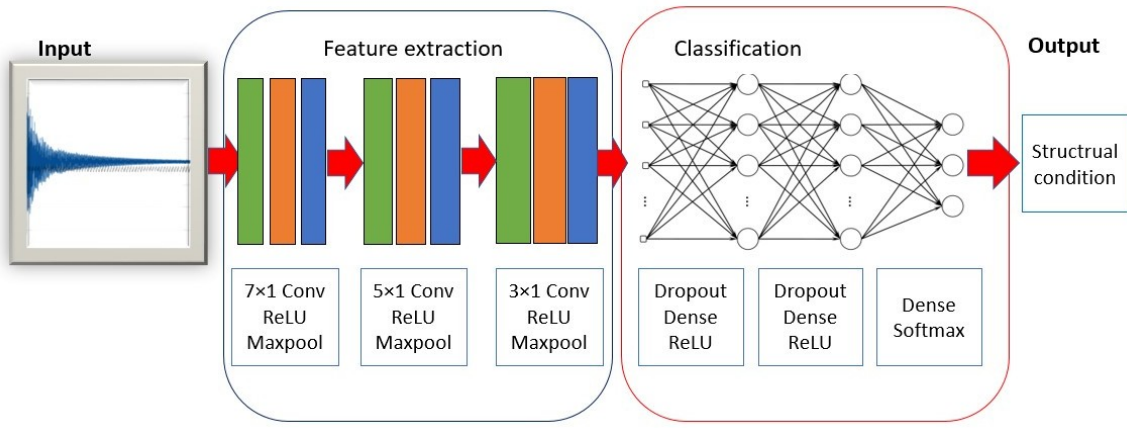 Input
Feature extraction
Classification
Output
7×1 Conv
ReLU
Maxpool
5×1 Conv
ReLU
Maxpool
3×1 Conv
ReLU
Maxpool
Dropout
Dense
ReLU
Dropout
Dense
ReLU
Dense
Softmax
Structrual
condition